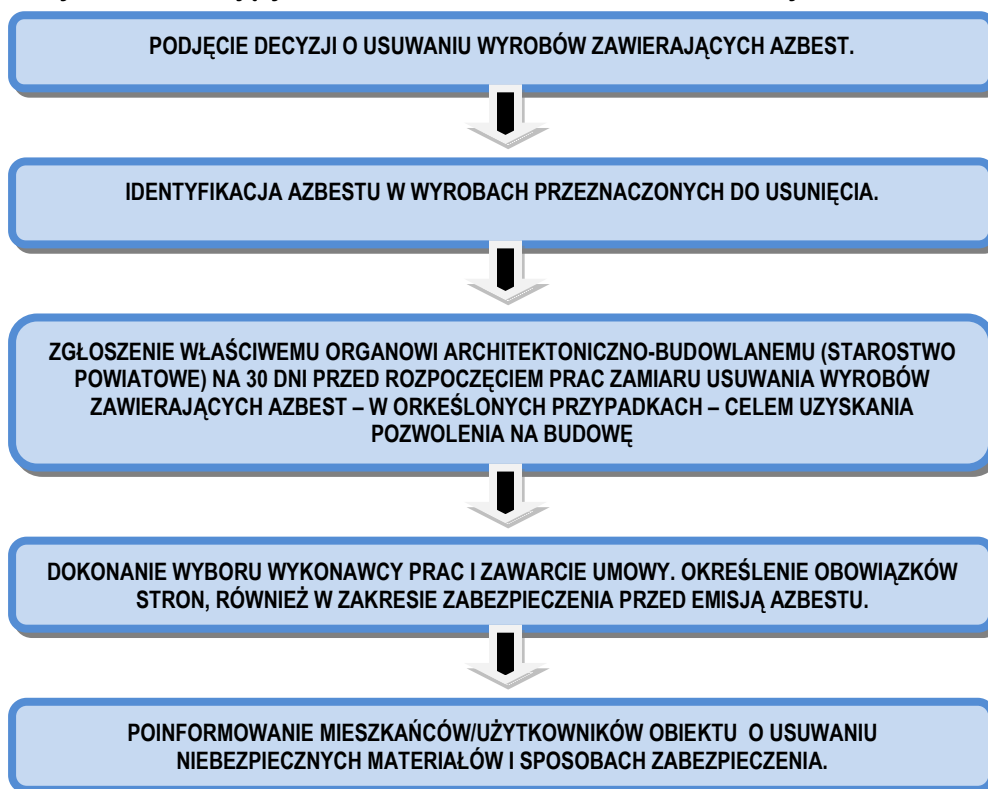 PODJĘCIE DECYZJI O USUWANIU WYROBÓW ZAWIERAJĄCYCH AZBEST.
IDENTYFIKACJA AZBESTU W WYROBACH PRZEZNACZONYCH DO USUNIĘCIA.
ZGŁOSZENIE WŁAŚCIWEMU ORGANOWI ARCHITEKTONICZNO-BUDOWLANEMU (STAROSTWO
POWIATOWE) NA 30 DNI PRZED ROZPOCZĘCIEM PRAC ZAMIARU USUWANIA WYROBÓW
ZAWIERAJĄCYCH AZBEST – W ORKEŚLONYCH PRZYPADKACH – CELEM UZYSKANIA
POZWOLENIA NA BUDOWĘ
DOKONANIE WYBORU WYKONAWCY PRAC I ZAWARCIE UMOWY. OKREŚLENIE OBOWIĄZKÓW
STRON, RÓWNIEŻ W ZAKRESIE ZABEZPIECZENIA PRZED EMISJĄ AZBESTU.
POINFORMOWANIE MIESZKAŃCÓW/UŻYTKOWNIKÓW OBIEKTU O USUWANIU
NIEBEZPIECZNYCH MATERIAŁÓW I SPOSOBACH ZABEZPIECZENIA.